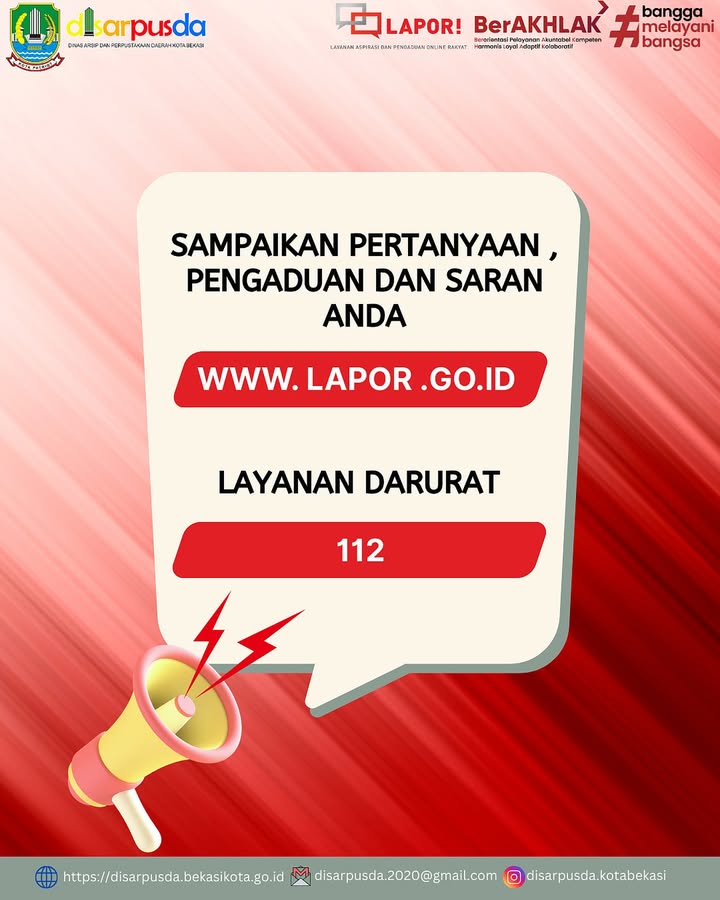 disarpusda
DINAS ARSIP DAN PERPUSTAKAAN DAERAH KOTA BEKASI
KOTA PATRIOT
LAPOR!
LAYANAN ASPIRASI DAN PENGADUAN ONLINE RAKYAT
BerAKHLAK
Berorientasi Pelayanan Akuntabel Kompeten
Harmonis Loyal Adaptif Kolaboratif
#bangga
melayani
bangsa
SAMPAIKAN PERTANYAAN ,
PENGADUAN DAN SARAN
ANDA
WWW. LAPOR .GO.ID
LAYANAN DARURAT
112
https://disarpusda.bekasikota.go.id disarpusda.2020@gmail.com disarpusda.kotabekasi